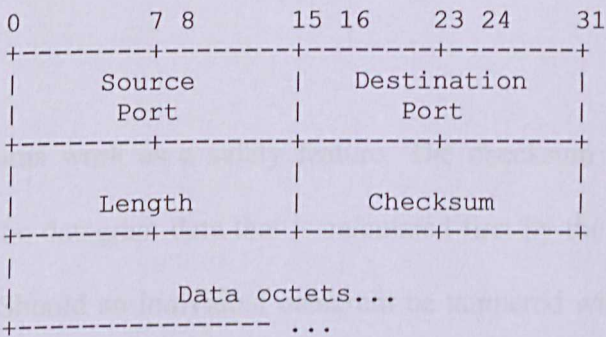 0 7 8 15 16 23 24 31
+--------+--------+--------+--------+
| Source | Destination |
| Port | Port |
+--------+--------+--------+--------+
| Length | Checksum |
+--------+--------+--------+--------+
|
| Data octets...
+---------------- ...